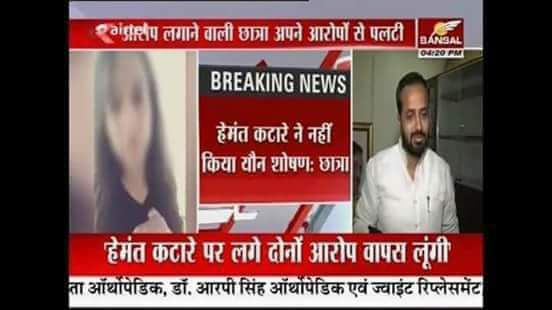 आरोप लगाने वाली छात्रा अपने आरोपों से पलटी
airtel
BANSAL
04:20 PM
BREAKING NEWS
हेमंत कटारे ने नहीं
किया यौन शोषण: छात्रा
'हेमंत कटारे पर लगे दोनों आरोप वापस लूंगी'
ऑर्थोपेडिक, डॉ. आरपी सिंह ऑर्थोपेडिक एवं ज्वाइंट रिप्लेसमेंट